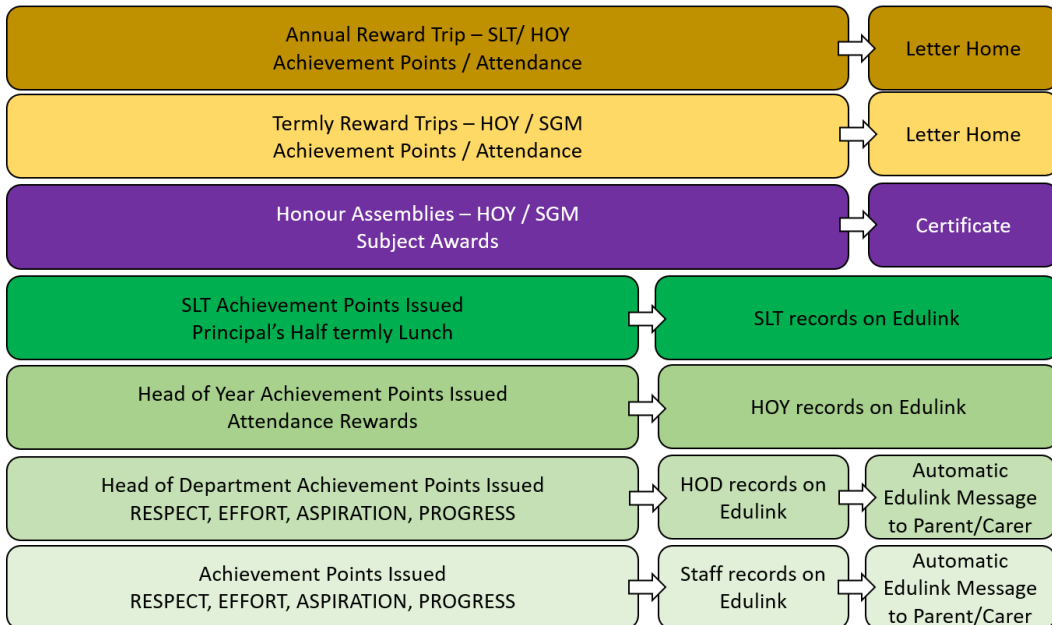 Annual Reward Trip – SLT/ HOY
Achievement Points / Attendance
Letter Home
Termly Reward Trips – HOY / SGM
Achievement Points / Attendance
Letter Home
Honour Assemblies – HOY / SGM
Subject Awards
Certificate
SLT Achievement Points Issued
Principal’s Half termly Lunch
SLT records on Edulink
Head of Year Achievement Points Issued
Attendance Rewards
HOY records on Edulink
Head of Department Achievement Points Issued
RESPECT, EFFORT, ASPIRATION, PROGRESS
HOD records on
Edulink
Automatic
Edulink Message
to Parent/Carer
Achievement Points Issued
RESPECT, EFFORT, ASPIRATION, PROGRESS
Staff records on
Edulink
Automatic
Edulink Message
to Parent/Carer